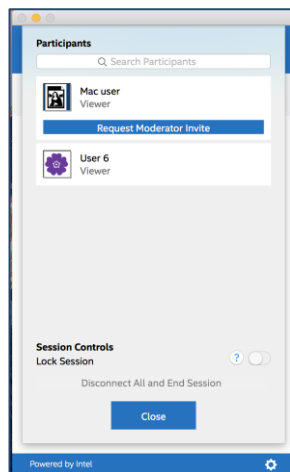 Participants
Search Participants
Mac user
Viewer
Request Moderator Invite
User 6
Viewer
Session Controls
Lock Session
?
Disconnect All and End Session
Close
Powered by Intel